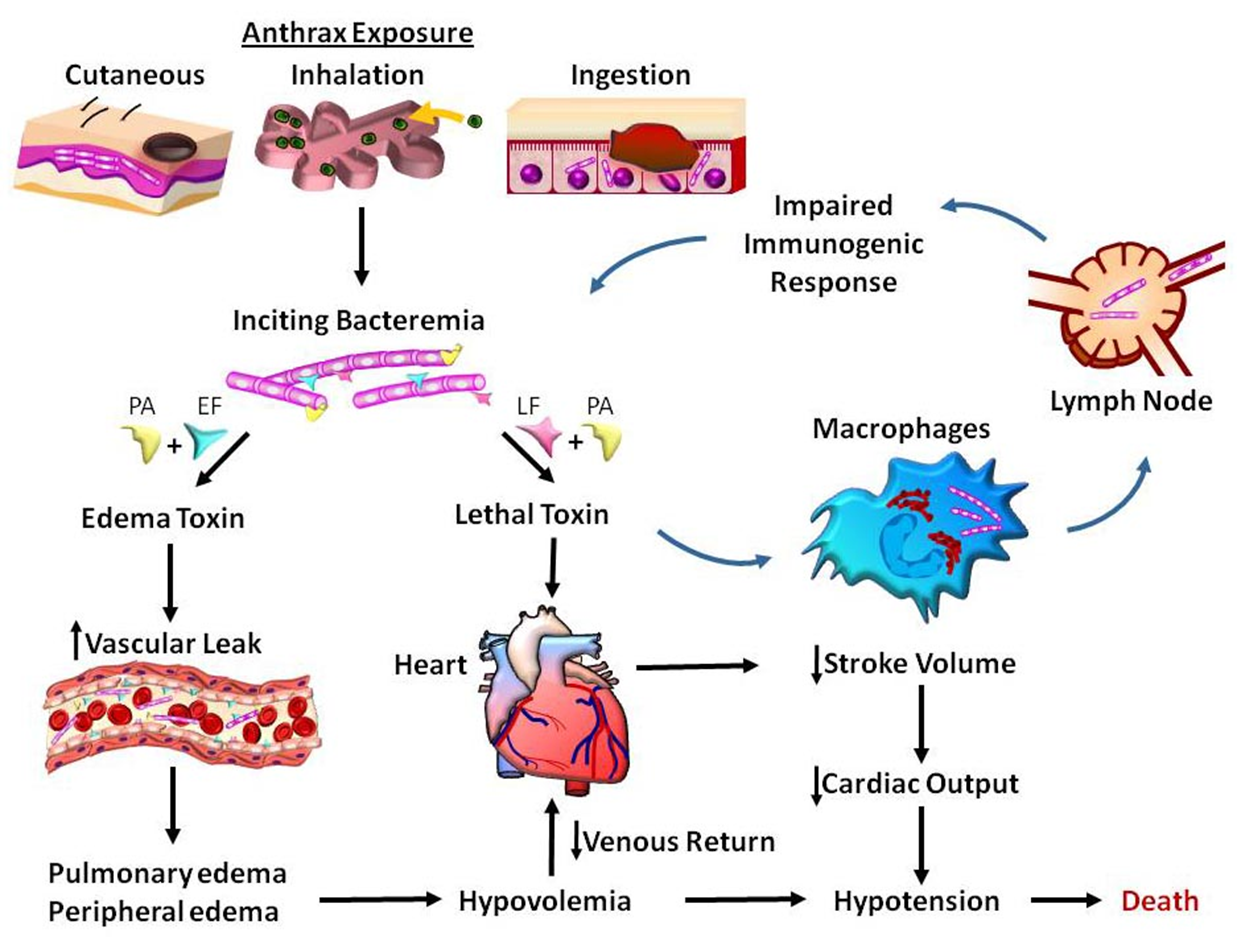 Anthrax Exposure
Cutaneous
Inhalation
Ingestion
Impaired
Immunogenic
Response
Lymph Node
Inciting Bacteremia
PA
+
EF
LF
+
PA
Macrophages
Edema Toxin
Lethal Toxin
Vascular Leak
Heart
Stroke Volume
Cardiac Output
Venous Return
Pulmonary edema
Peripheral edema
Hypovolemia
Hypotension
Death